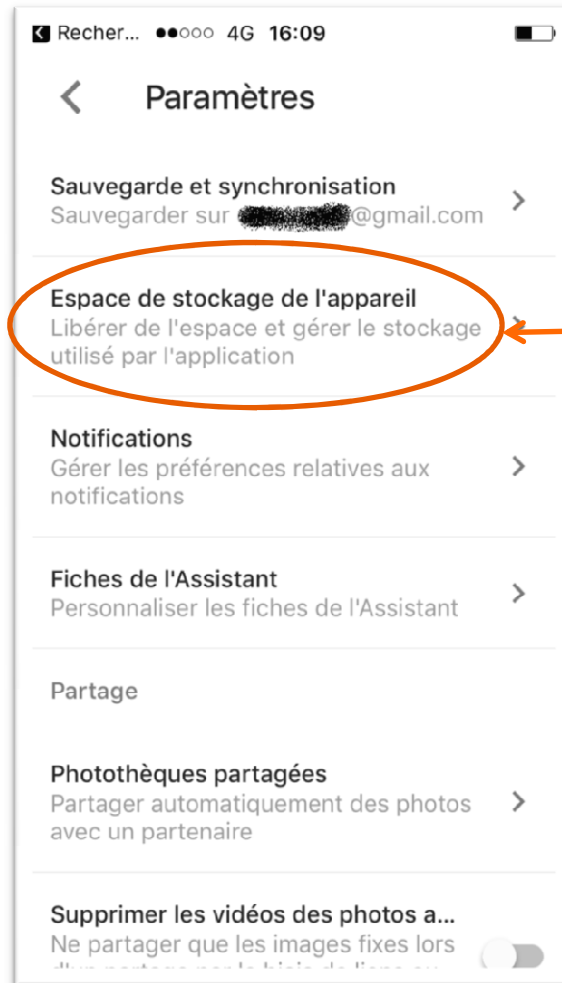 Recher... 4G 16:09
Paramètres
Sauvegarde et synchronisation
Sauvegarder sur @gmail.com
Espace de stockage de l'appareil
Libérer de l'espace et gérer le stockage
utilisé par l'application
Notifications
Gérer les préférences relatives aux
notifications
Fiches de l'Assistant
Personnaliser les fiches de l'Assistant
Partage
Photothèques partagées
Partager automatiquement des photos
avec un partenaire
Supprimer les vidéos des photos a...
Ne partager que les images fixes lors